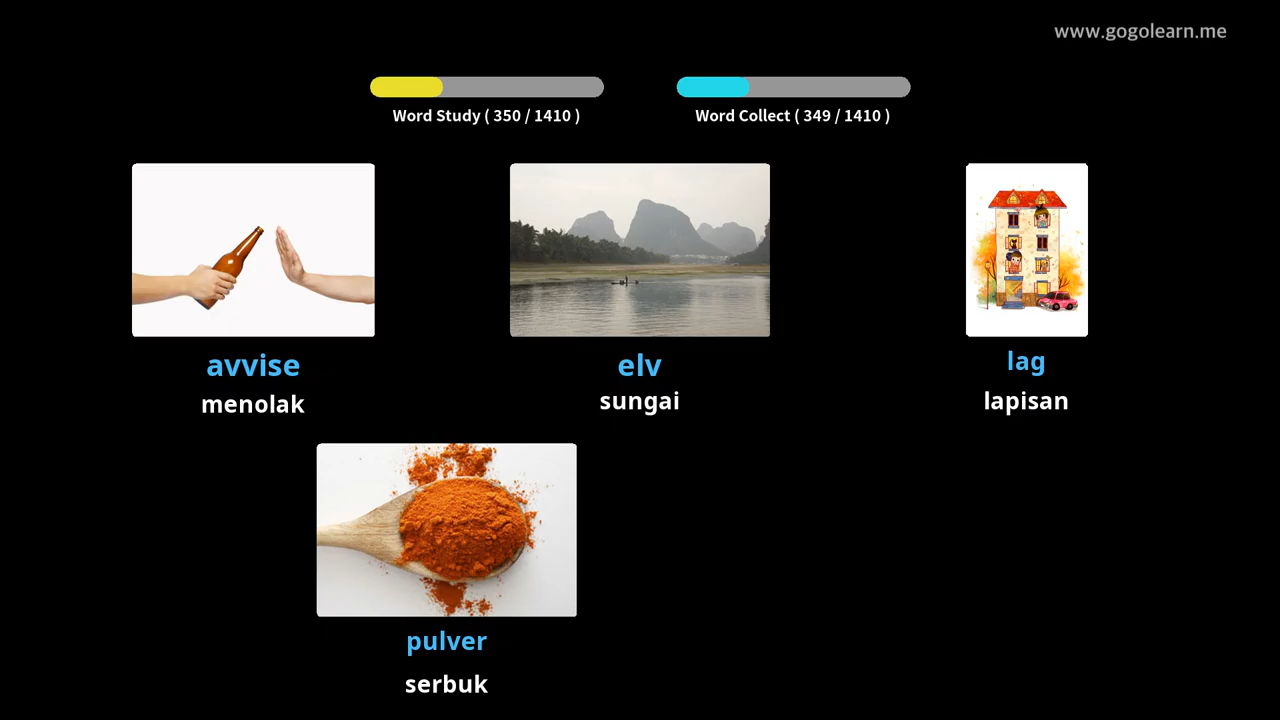 www.gogolearn.me
Word Study ( 350 / 1410 )
Word Collect ( 349 / 1410 )
avvise
menolak
elv
sungai
lag
lapisan
pulver
serbuk